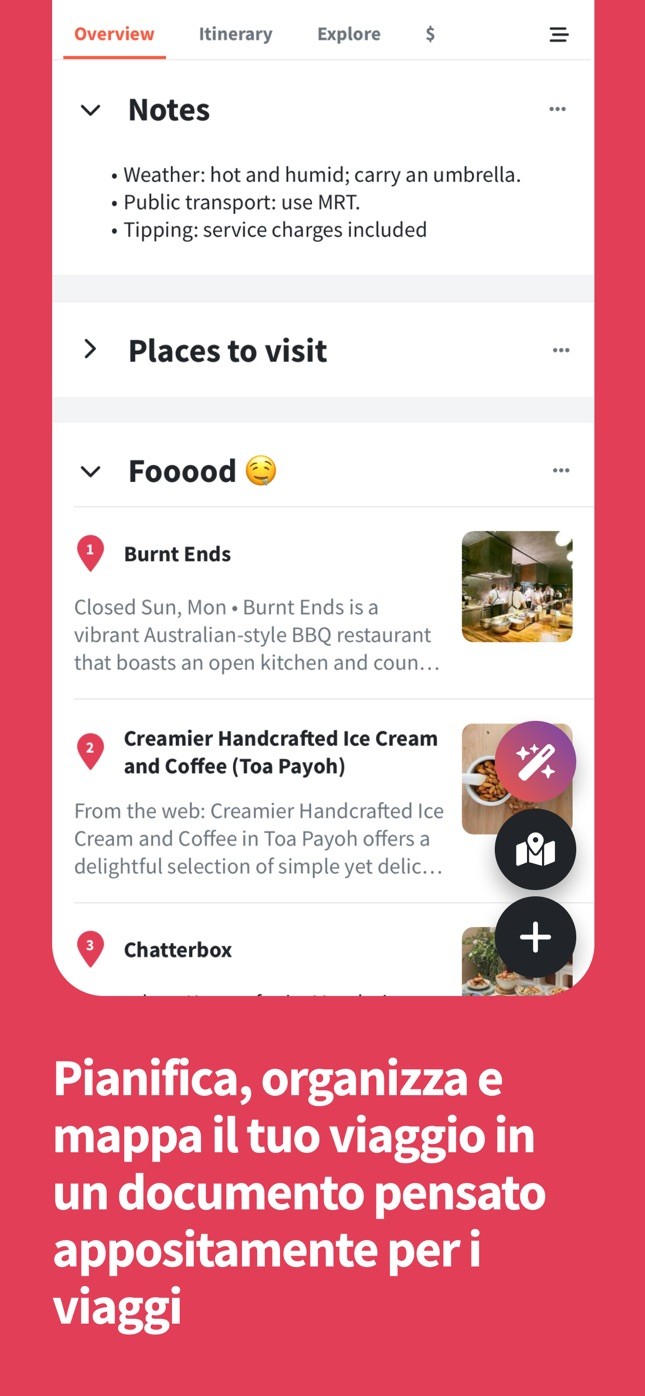 Overview Itinerary Explore $
Notes
• Weather: hot and humid; carry an umbrella.
• Public transport: use MRT.
• Tipping: service charges included
Places to visit
Fooood 🤤
1 Burnt Ends
Closed Sun, Mon • Burnt Ends is a
vibrant Australian-style BBQ restaurant
that boasts an open kitchen and coun…
2 Creamier Handcrafted Ice Cream
and Coffee (Toa Payoh)
From the web: Creamier Handcrafted Ice
Cream and Coffee in Toa Payoh offers a
delightful selection of simple yet delic…
3 Chatterbox
Pianifica, organizza e
mappa il tuo viaggio in
un documento pensato
appositamente per i
viaggi